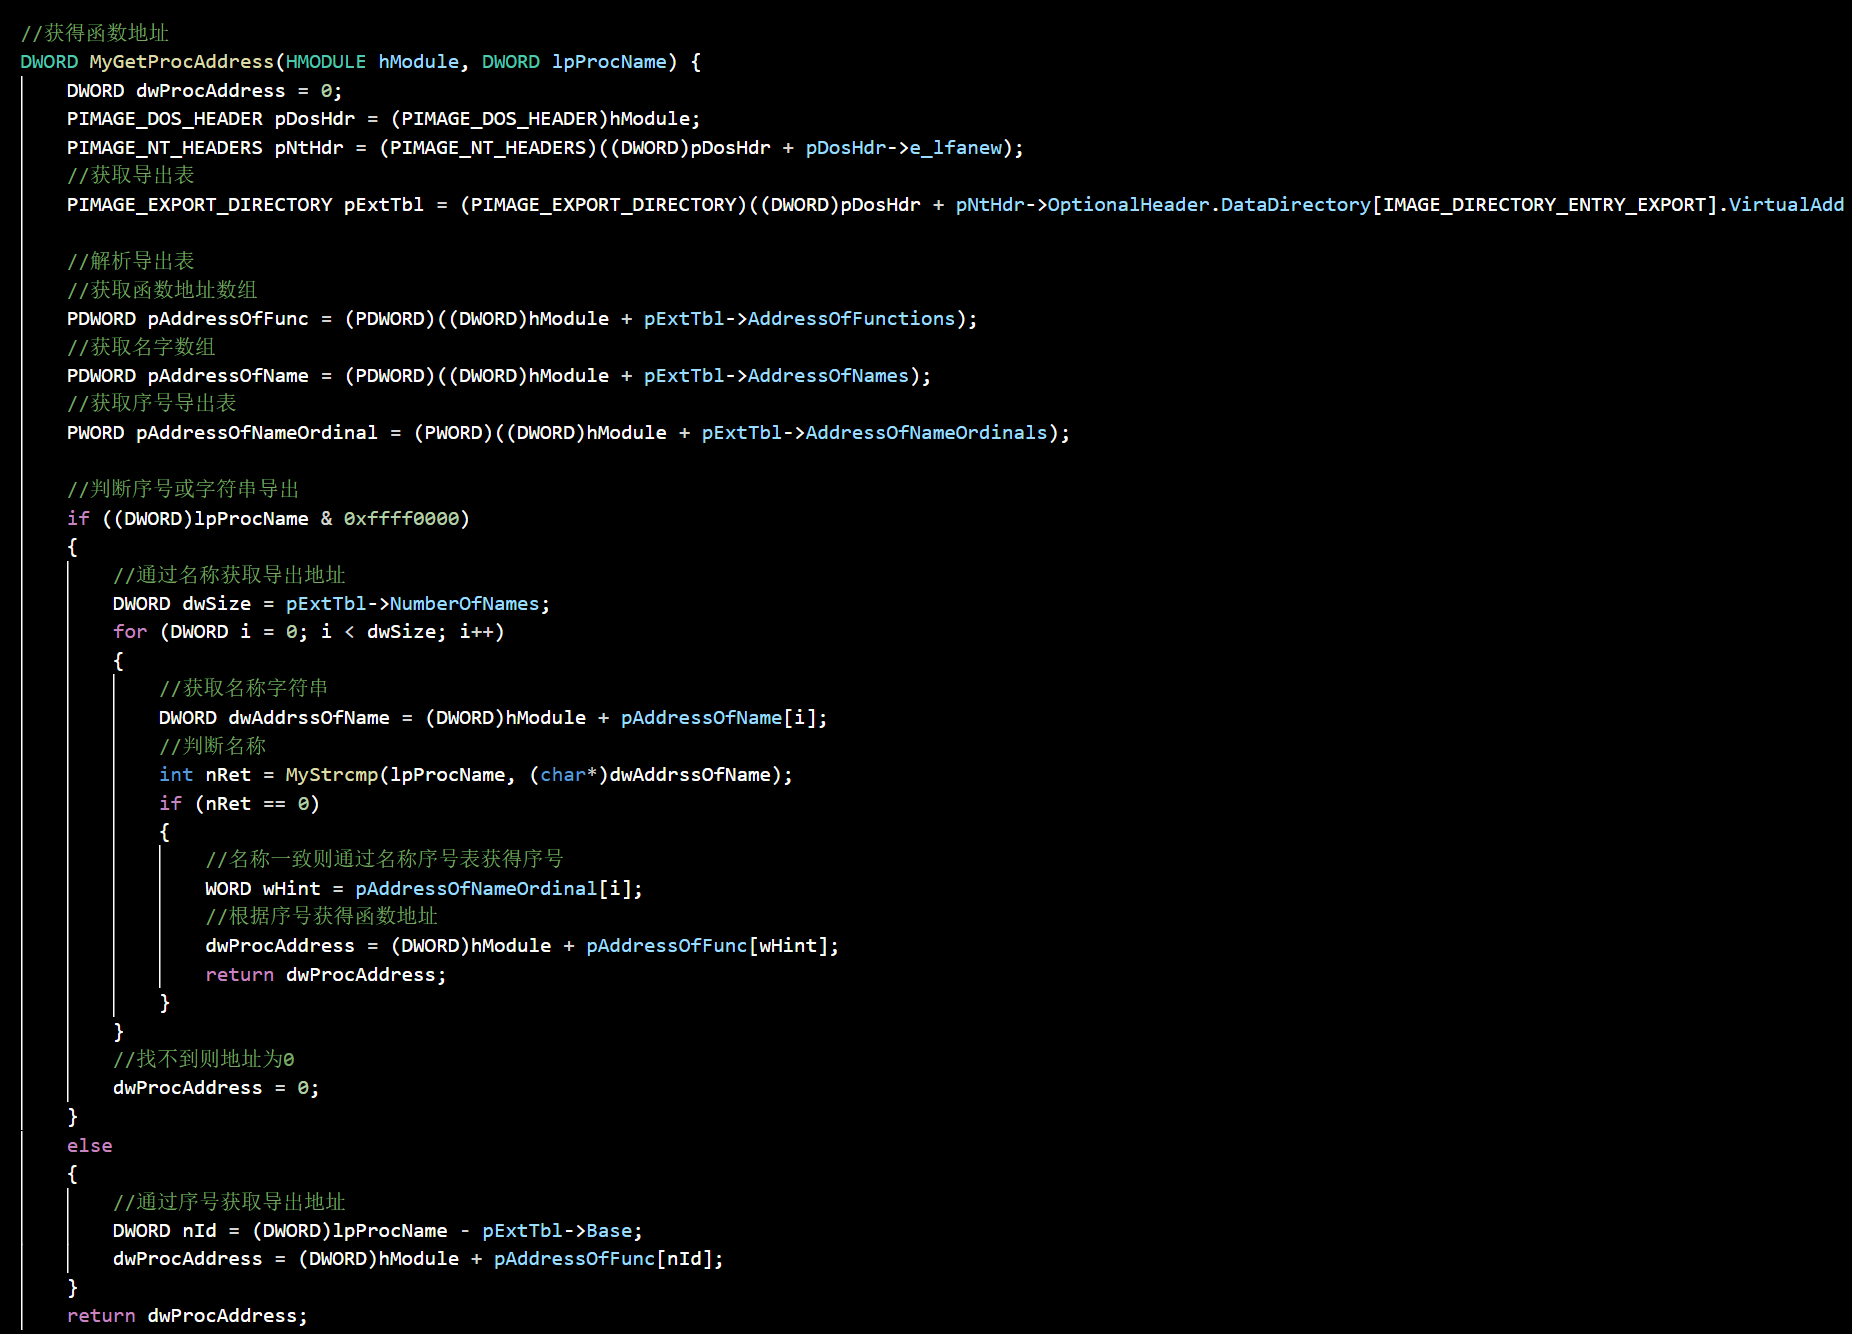 //获得函数地址
DWORD MyGetProcAddress(HMODULE hModule, DWORD lpProcName) {
    DWORD dwProcAddress = 0;
    PIMAGE_DOS_HEADER pDosHdr = (PIMAGE_DOS_HEADER)hModule;
    PIMAGE_NT_HEADERS pNtHdr = (PIMAGE_NT_HEADERS)((DWORD)pDosHdr + pDosHdr->e_lfanew);
    //获取导出表
    PIMAGE_EXPORT_DIRECTORY pExtTbl = (PIMAGE_EXPORT_DIRECTORY)((DWORD)pDosHdr + pNtHdr->OptionalHeader.DataDirectory[IMAGE_DIRECTORY_ENTRY_EXPORT].VirtualAdd

    //解析导出表
    //获取函数地址数组
    PDWORD pAddressOfFunc = (PDWORD)((DWORD)hModule + pExtTbl->AddressOfFunctions);
    //获取名字数组
    PDWORD pAddressOfName = (PDWORD)((DWORD)hModule + pExtTbl->AddressOfNames);
    //获取序号导出表
    PWORD pAddressOfNameOrdinal = (PWORD)((DWORD)hModule + pExtTbl->AddressOfNameOrdinals);

    //判断序号或字符串导出
    if ((DWORD)lpProcName & 0xffff0000)
    {
        //通过名称获取导出地址
        DWORD dwSize = pExtTbl->NumberOfNames;
        for (DWORD i = 0; i < dwSize; i++)
        {
            //获取名称字符串
            DWORD dwAddrssOfName = (DWORD)hModule + pAddressOfName[i];
            //判断名称
            int nRet = MyStrcmp(lpProcName, (char*)dwAddrssOfName);
            if (nRet == 0)
            {
                //名称一致则通过名称序号表获得序号
                WORD wHint = pAddressOfNameOrdinal[i];
                //根据序号获得函数地址
                dwProcAddress = (DWORD)hModule + pAddressOfFunc[wHint];
                return dwProcAddress;
            }
        }
        //找不到则地址为0
        dwProcAddress = 0;
    }
    else
    {
        //通过序号获取导出地址
        DWORD nId = (DWORD)lpProcName - pExtTbl->Base;
        dwProcAddress = (DWORD)hModule + pAddressOfFunc[nId];
    }
    return dwProcAddress;